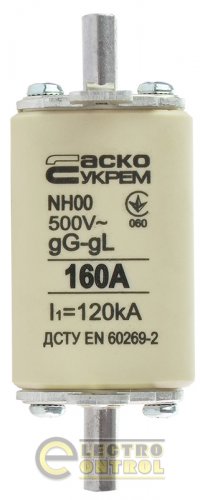 аско
УКРЕМ
NH00
500V~
060
gG-gL
160A
I₁=120kA
ДСТУ EN 60269-2
ELECTRO
CONTROL